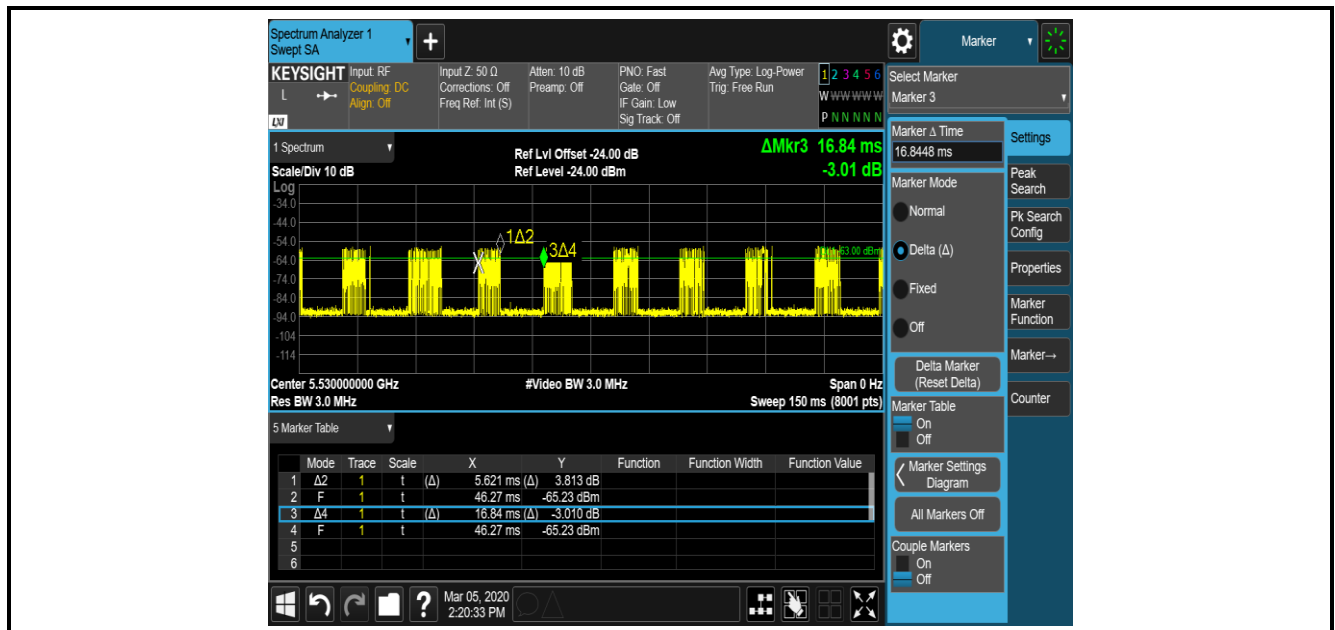 Spectrum Analyzer 1
Swept SA
+
Marker
KEYSIGHT Input: RF Input Z: 50 Ω Atten: 10 dB PNO: Fast Avg Type: Log-Power 1 2 3 4 5 6
L Coupling: DC Corrections: Off Preamp: Off Gate: Off Trig: Free Run W W W W W W
Align: Off Freq Ref: Int (S) IF Gain: Low
LXI Sig Track: Off P N N N N N
Select Marker
Marker 3
1 Spectrum
Scale/Div 10 dB
Ref Lvl Offset -24.00 dB
Ref Level -24.00 dBm
ΔMkr3 16.84 ms
-3.01 dB
Log
-34.0
-44.0
-54.0
-64.0
-74.0
-84.0
-94.0
-104
-114
1Δ2
3Δ4
-63.00 dBm
Center 5.530000000 GHz #Video BW 3.0 MHz Span 0 Hz
Res BW 3.0 MHz Sweep 150 ms (8001 pts)
5 Marker Table
Mode Trace Scale X Y Function Function Width Function Value
1 Δ2 1 t (Δ) 5.621 ms (Δ) 3.813 dB
2 F 1 t 46.27 ms -65.23 dBm
3 Δ4 1 t (Δ) 16.84 ms (Δ) -3.010 dB
4 F 1 t 46.27 ms -65.23 dBm
5
6
Marker Δ Time
16.8448 ms
Marker Mode
Normal
Delta (Δ)
Fixed
Off
Delta Marker
(Reset Delta)
Marker Table
On
Off
Marker Settings
Diagram
All Markers Off
Couple Markers
On
Off
Settings
Peak
Search
Pk Search
Config
Properties
Marker
Function
Marker→
Counter
?
Mar 05, 2020
2:20:33 PM